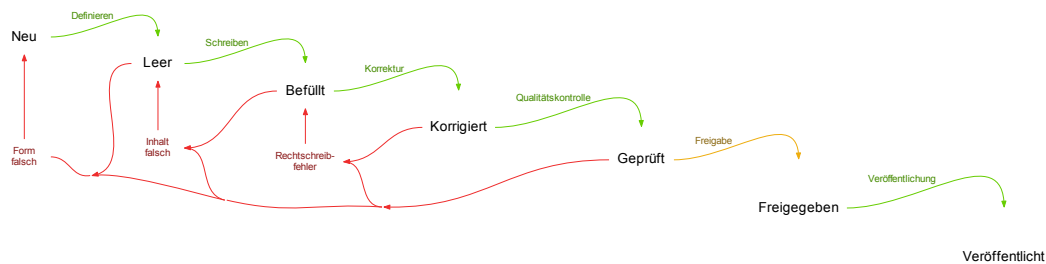 Definieren
Neu
Schreiben
Leer
Korrektur
Befüllt
Qualitätskontrolle
Korrigiert
Freigabe
Geprüft
Veröffentlichung
Freigegeben
Veröffentlicht
Form
falsch
Inhalt
falsch
Rechtschreib-
fehler